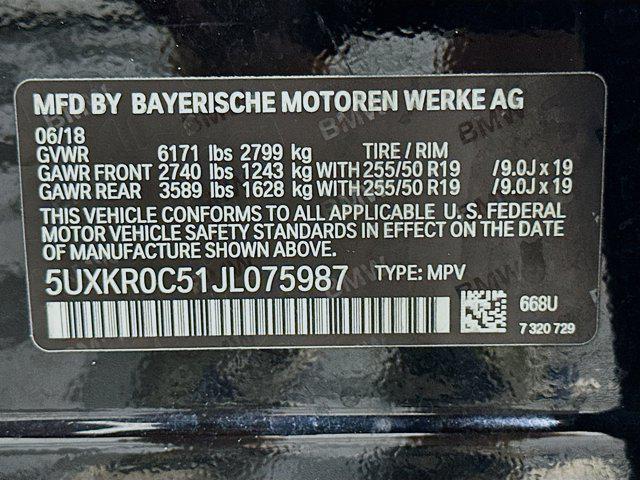 MFD BY BAYERISCHE MOTOREN WERKE AG
06/18
GVWR 6171 lbs 2799 kg TIRE / RIM
GAWR FRONT 2740 lbs 1243 kg WITH 255/50 R19 /9.0J x 19
GAWR REAR 3589 lbs 1628 kg WITH 255/50 R19 /9.0J x 19
THIS VEHICLE CONFORMS TO ALL APPLICABLE U. S. FEDERAL
MOTOR VEHICLE SAFETY STANDARDS IN EFFECT ON THE DATE OF
MANUFACTURE SHOWN ABOVE.
5UXKR0C51JL075987 TYPE: MPV
668U
7 320 729